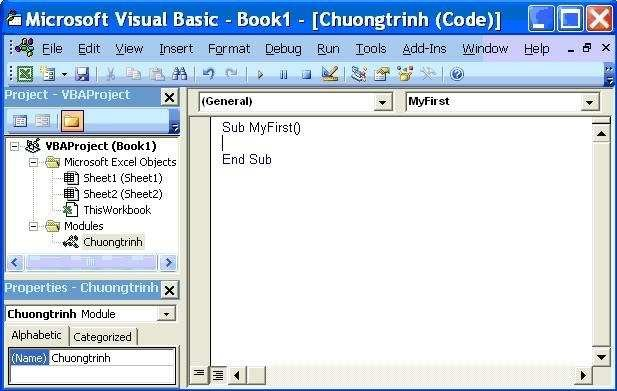 Microsoft Visual Basic - Book1 - [Chuongtrinh (Code)]
File Edit View Insert Format Debug Run Tools Add-Ins Window Help
Project - VBAProject
VBAProject (Book1)
Microsoft Excel Objects
Sheet1 (Sheet1)
Sheet2 (Sheet2)
ThisWorkbook
Modules
Chuongtrinh
Properties - Chuongtrinh
Chuongtrinh Module
Alphabetic Categorized
(Name) Chuongtrinh
(General) MyFirst
Sub MyFirst()
End Sub